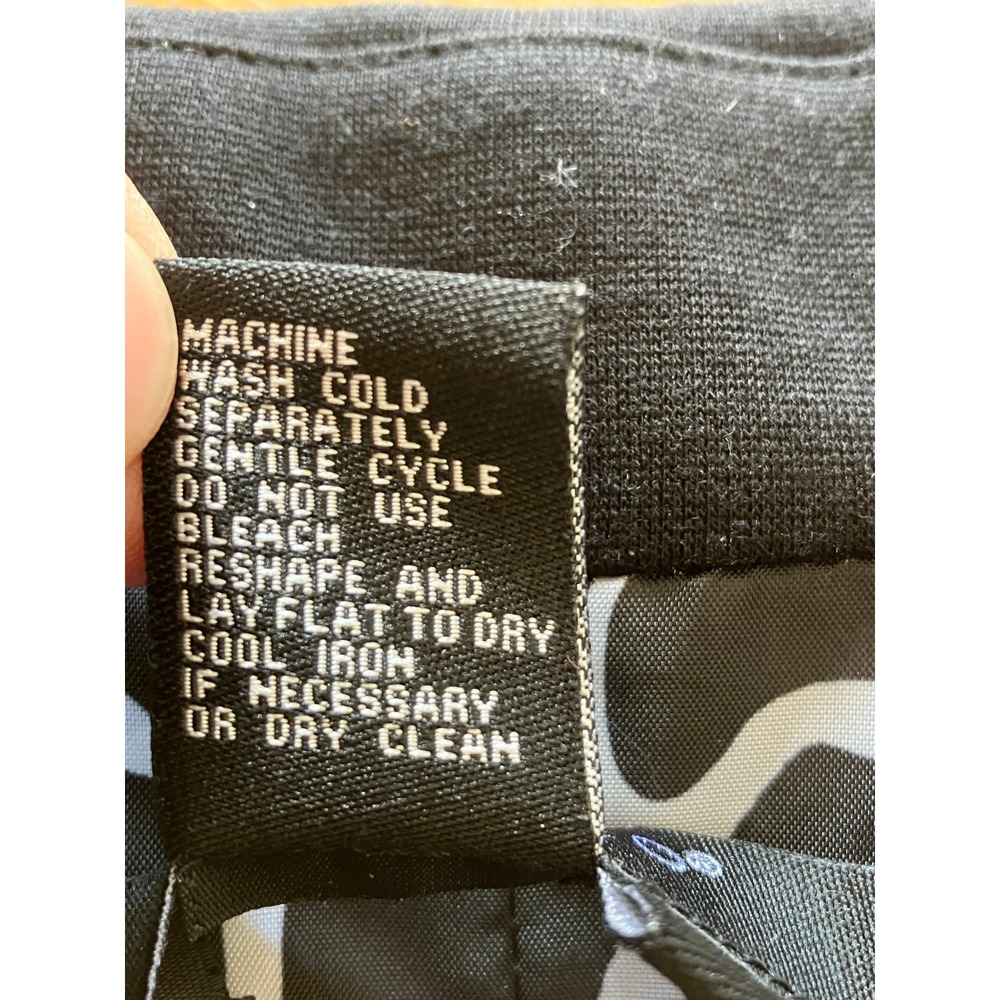 MACHINE
WASH COLD
SEPARATELY
GENTLE CYCLE
DO NOT USE
BLEACH
RESHAPE AND
LAY FLAT TO DRY
COOL IRON
IF NECESSARY
OR DRY CLEAN